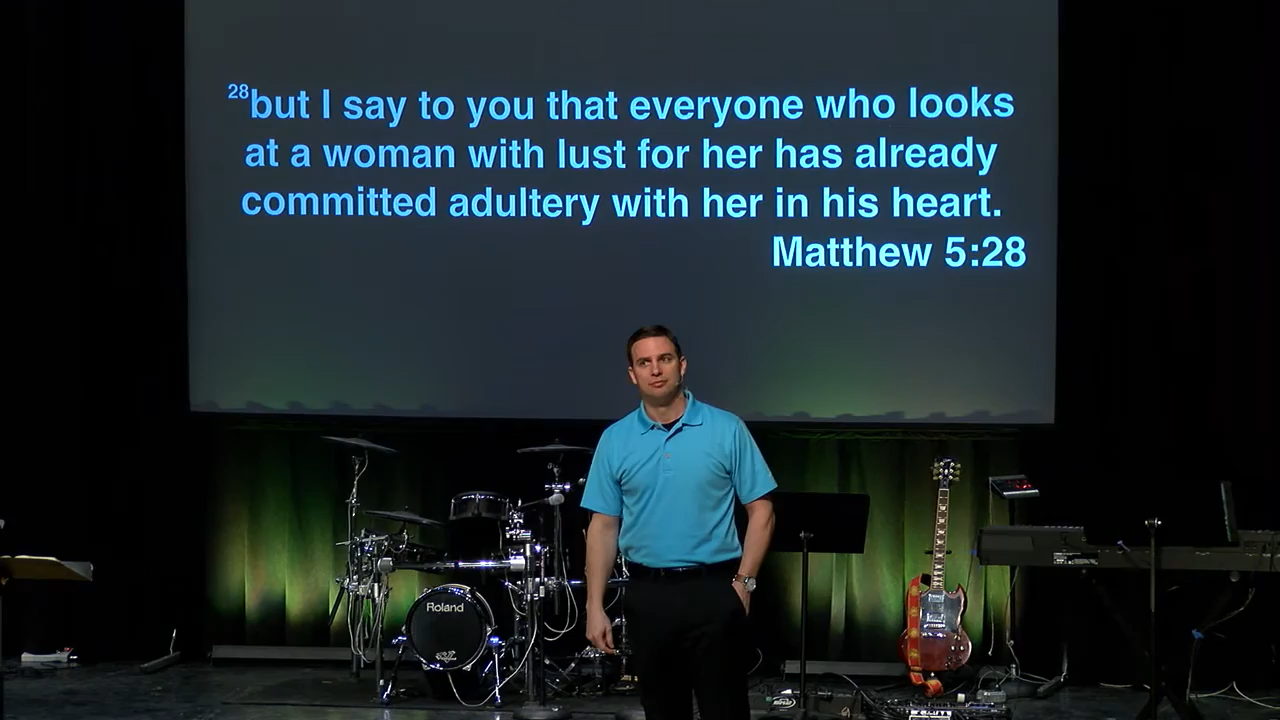 28but I say to you that everyone who looks
at a woman with lust for her has already
committed adultery with her in his heart.
Matthew 5:28
Roland